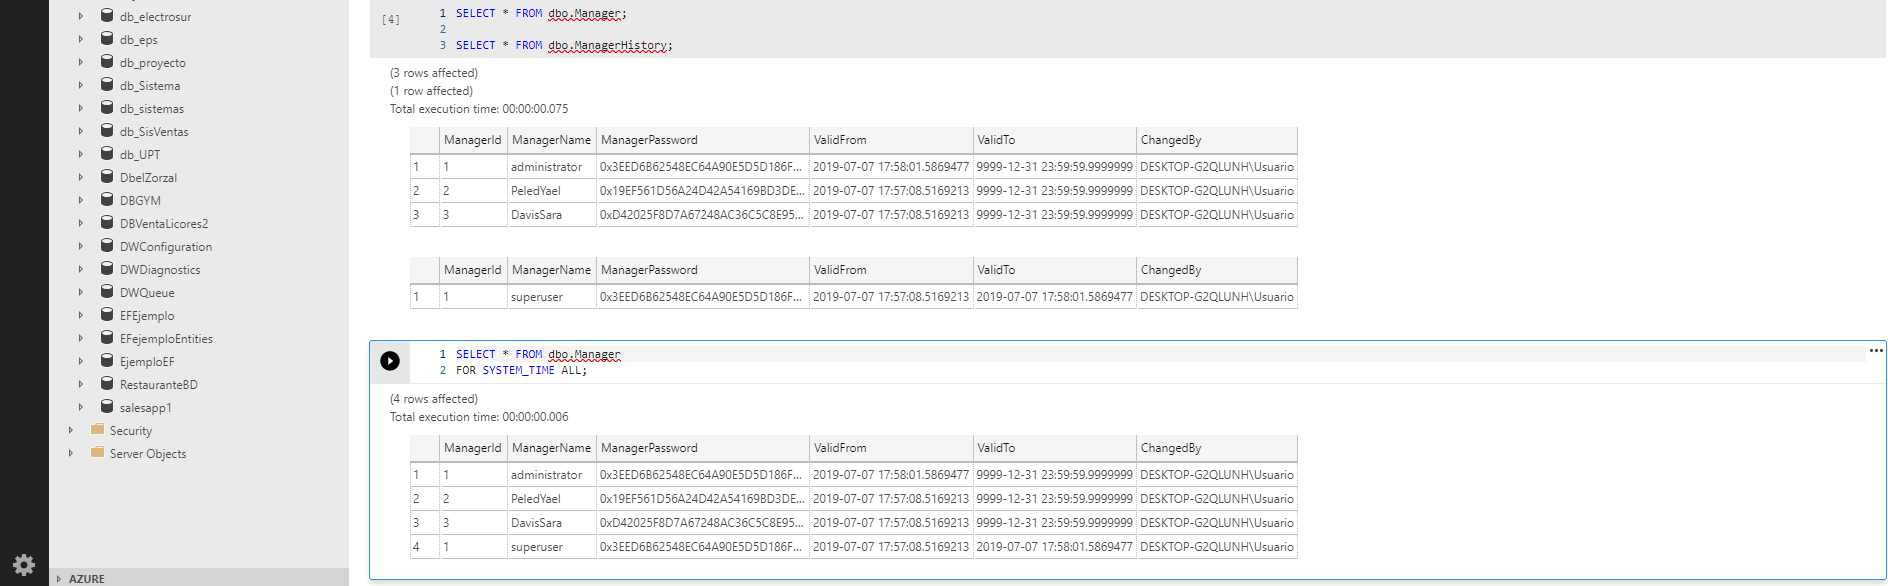 db_electrosur
db_eps
db_proyecto
db_Sistema
db_sistemas
db_SisVentas
db_UPT
DbelZorzal
DBGYM
DBVentaLicores2
DWConfiguration
DWDiagnostics
DWQueue
EFEjemplo
EFejemploEntities
EjemploEF
RestauranteBD
salesapp1
Security
Server Objects
AZURE
[4]
1 SELECT * FROM dbo.Manager;
2
3 SELECT * FROM dbo.ManagerHistory;
(3 rows affected)
(1 row affected)
Total execution time: 00:00:00.075
ManagerId ManagerName ManagerPassword ValidFrom ValidTo ChangedBy
1 1 administrator 0x3EED6B62548EC64A90E5D5D186F... 2019-07-07 17:58:01.5869477 9999-12-31 23:59:59.9999999 DESKTOP-G2QLUNH\Usuario
2 2 PeledYael 0x19EF561D56A24D42A54169BD3DE... 2019-07-07 17:57:08.5169213 9999-12-31 23:59:59.9999999 DESKTOP-G2QLUNH\Usuario
3 3 DavisSara 0xD42025F8D7A67248AC36C5C8E95... 2019-07-07 17:57:08.5169213 9999-12-31 23:59:59.9999999 DESKTOP-G2QLUNH\Usuario
ManagerId ManagerName ManagerPassword ValidFrom ValidTo ChangedBy
1 1 superuser 0x3EED6B62548EC64A90E5D5D186F... 2019-07-07 17:57:08.5169213 2019-07-07 17:58:01.5869477 DESKTOP-G2QLUNH\Usuario
1 SELECT * FROM dbo.Manager
2 FOR SYSTEM_TIME ALL;
(4 rows affected)
Total execution time: 00:00:00.006
ManagerId ManagerName ManagerPassword ValidFrom ValidTo ChangedBy
1 1 administrator 0x3EED6B62548EC64A90E5D5D186F... 2019-07-07 17:58:01.5869477 9999-12-31 23:59:59.9999999 DESKTOP-G2QLUNH\Usuario
2 2 PeledYael 0x19EF561D56A24D42A54169BD3DE... 2019-07-07 17:57:08.5169213 9999-12-31 23:59:59.9999999 DESKTOP-G2QLUNH\Usuario
3 3 DavisSara 0xD42025F8D7A67248AC36C5C8E95... 2019-07-07 17:57:08.5169213 9999-12-31 23:59:59.9999999 DESKTOP-G2QLUNH\Usuario
4 1 superuser 0x3EED6B62548EC64A90E5D5D186F... 2019-07-07 17:57:08.5169213 2019-07-07 17:58:01.5869477 DESKTOP-G2QLUNH\Usuario